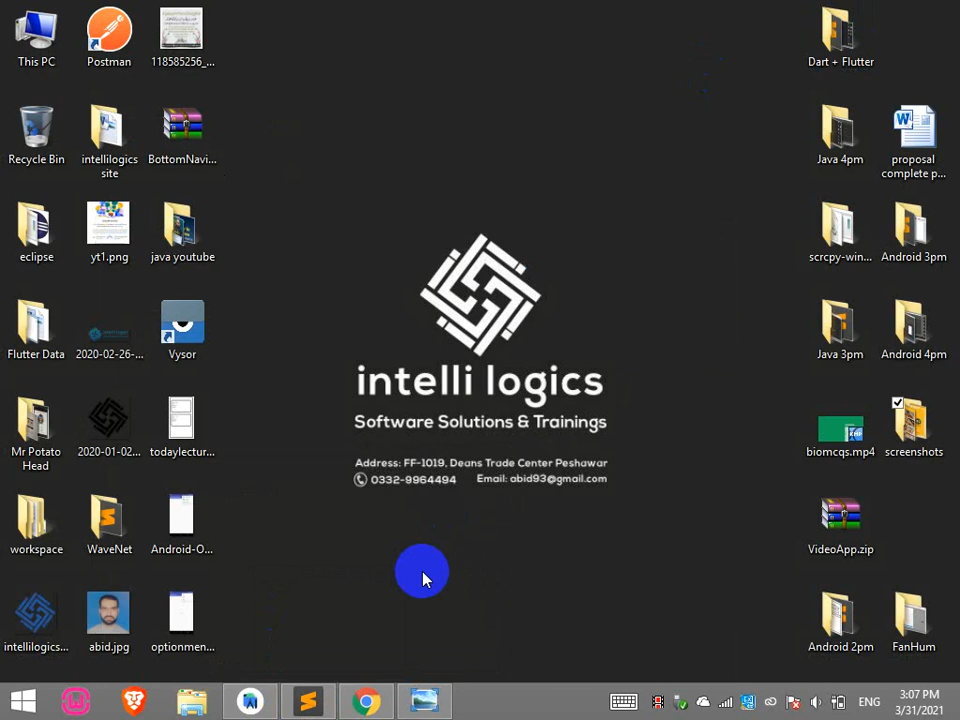 This PC
Postman
118585256_...
Dart + Flutter
Recycle Bin
intellilogics
site
BottomNavi...
Java 4pm
proposal
complete p...
eclipse
yt1.png
java youtube
scrcpy-win...
Android 3pm
Flutter Data
2020-02-26-...
Vysor
Java 3pm
Android 4pm
intelli logics
Software Solutions & Trainings
Address: FF-1019, Deans Trade Center Peshawar
0332-9964494 Email: abid93@gmail.com
Mr Potato
Head
2020-01-02...
todaylectur...
biomcqs.mp4
screenshots
workspace
WaveNet
Android-O...
VideoApp.zip
intellilogics...
abid.jpg
optionmen...
Android 2pm
FanHum
ENG
3:07 PM
3/31/2021